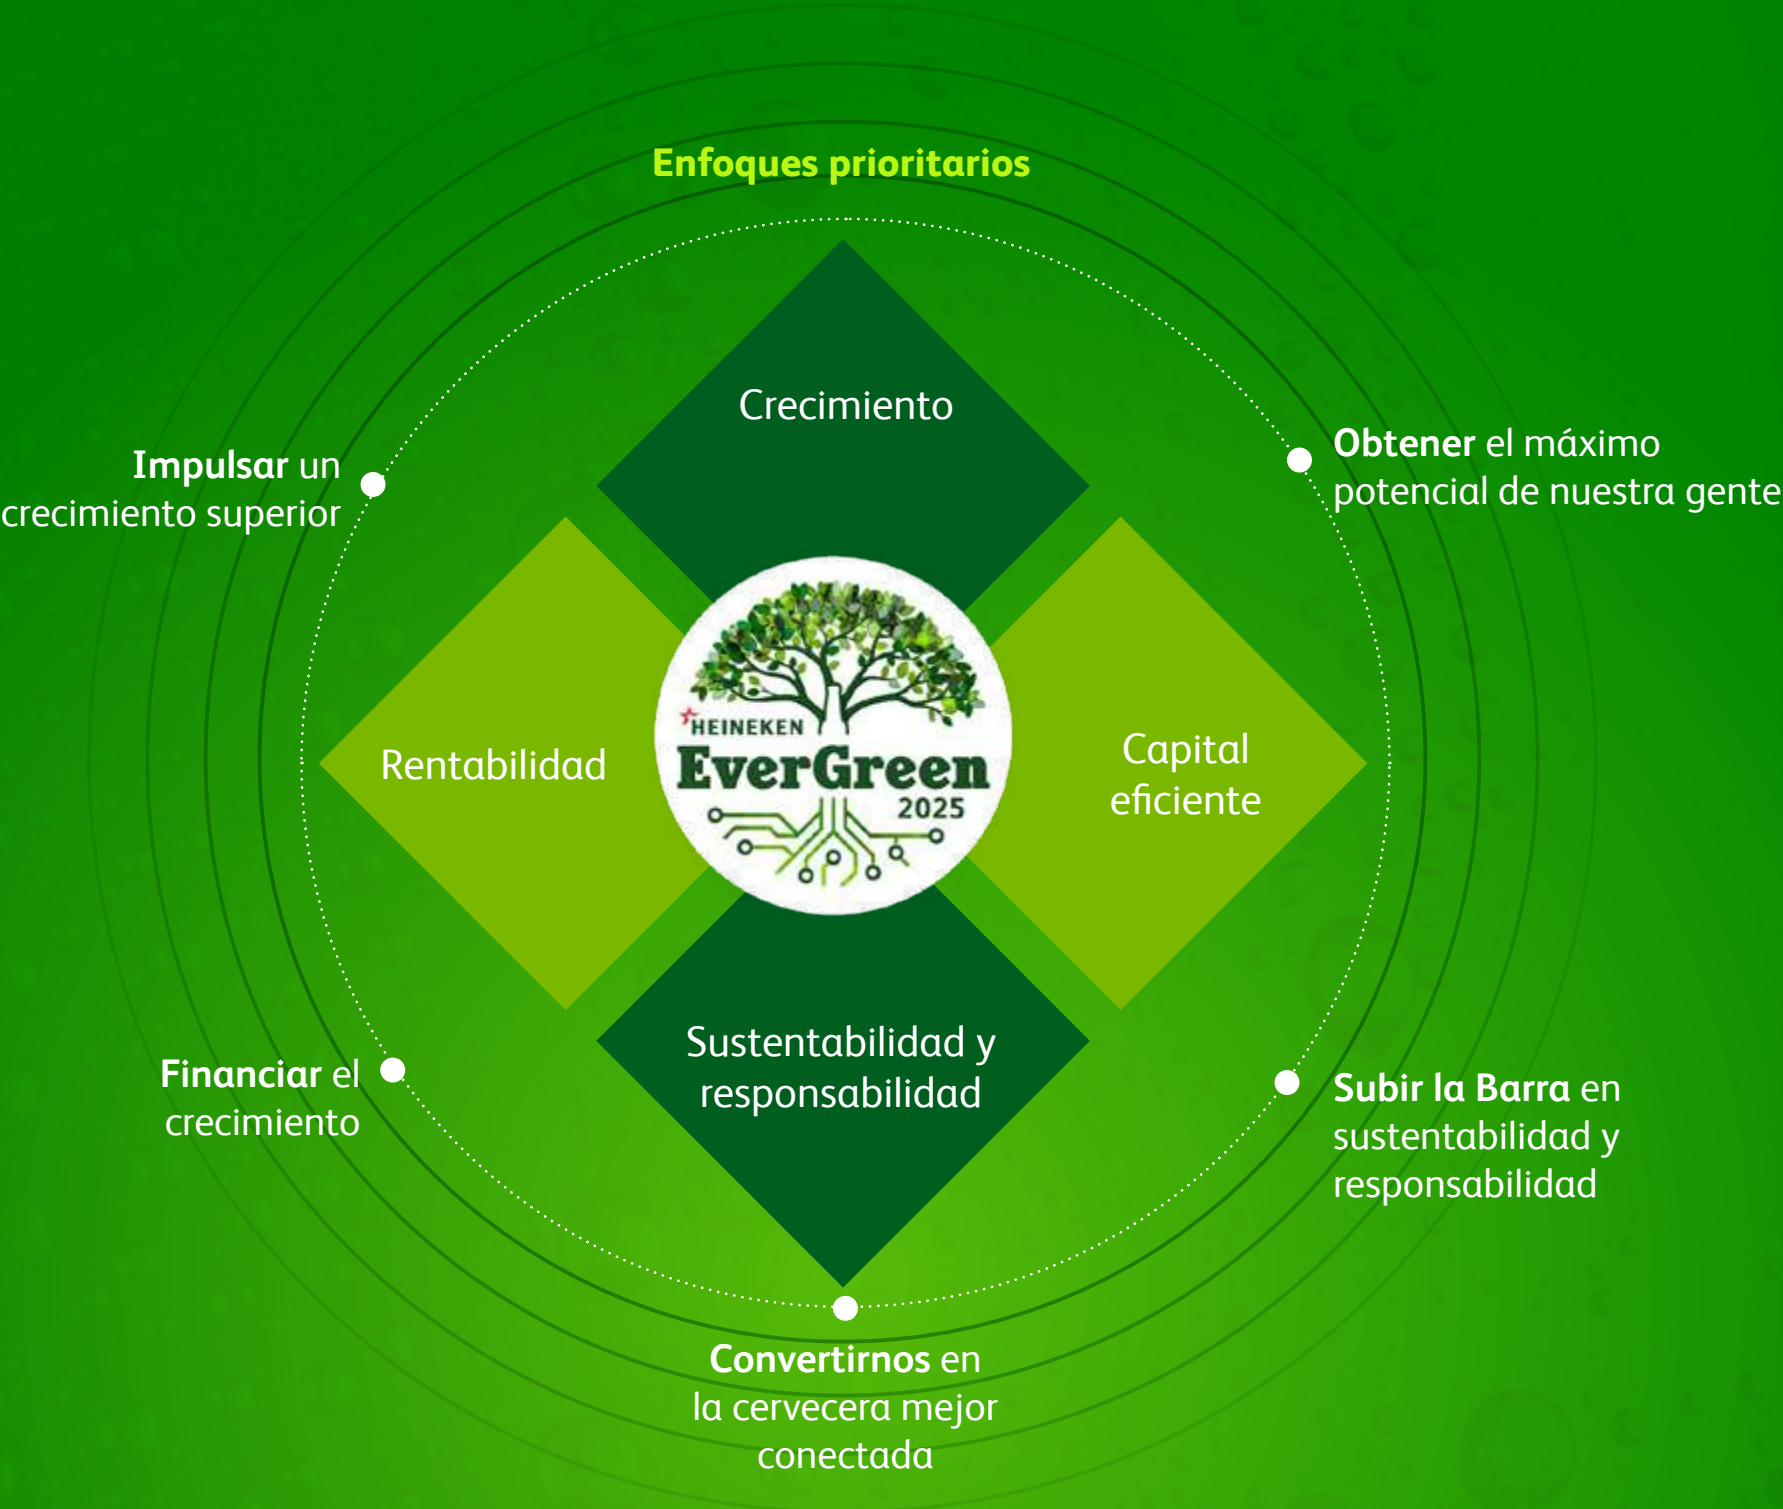 Enfoques prioritarios
Crecimiento
Impulsar un
crecimiento superior
Obtener el máximo
potencial de nuestra gente
HEINEKEN
EverGreen
2025
Rentabilidad
Capital
eficiente
Sustentabilidad y
responsabilidad
Financiar el
crecimiento
Subir la Barra en
sustentabilidad y
responsabilidad
Convertirnos en
la cervecera mejor
conectada